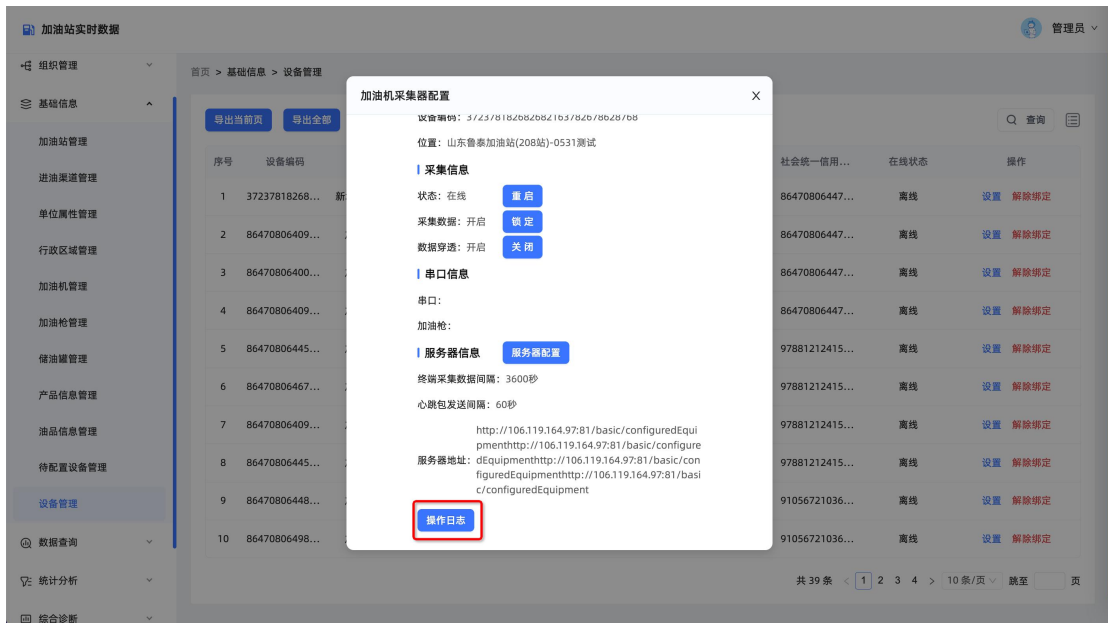 加油站实时数据
管理员
组织管理
基础信息
加油站管理
进油渠道管理
单位属性管理
行政区域管理
加油机管理
加油枪管理
储油罐管理
产品信息管理
油品信息管理
待配置设备管理
设备管理
数据查询
统计分析
综合诊断
首页 > 基础信息 > 设备管理
导出当前页 导出全部 查询
序号 设备编码 社会统一信用... 在线状态 操作
1 37237818268... 新 86470806447... 离线 设置 解除绑定
2 86470806409... 86470806447... 离线 设置 解除绑定
3 86470806400... 86470806447... 离线 设置 解除绑定
4 86470806409... 86470806447... 离线 设置 解除绑定
5 86470806445... 97881212415... 离线 设置 解除绑定
6 86470806467... 97881212415... 离线 设置 解除绑定
7 86470806409... 97881212415... 离线 设置 解除绑定
8 86470806445... 97881212415... 离线 设置 解除绑定
9 86470806448... 91056721036... 离线 设置 解除绑定
10 86470806498... 91056721036... 离线 设置 解除绑定
共 39 条 < 1 2 3 4 > 10 条/页 跳至 页
加油机采集器配置 X
设备编码：372378182682682163782678628768
位置：山东鲁泰加油站(208站)-0531测试
采集信息
状态：在线 重启
采集数据：开启 锁定
数据穿透：开启 关闭
串口信息
串口：
加油枪：
服务器信息 服务器配置
终端采集数据间隔：3600秒
心跳包发送间隔：60秒
http://106.119.164.97:81/basic/configuredEqui
pmenthttp://106.119.164.97:81/basic/configure
服务器地址：dEquipmenthttp://106.119.164.97:81/basic/con
figuredEquipmenthttp://106.119.164.97:81/basi
c/configuredEquipment
操作日志